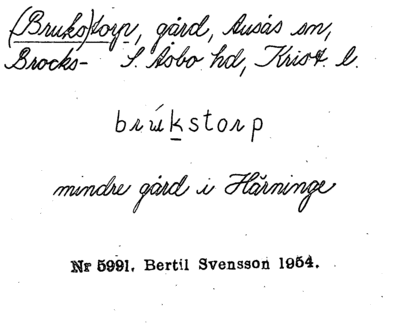 (Bruks)torp, gård, Ausås sn,
Brocks- S. Åsbo hd, Krist. l.
brúkstorp
mindre gård i Härninge
Nr 5991. Bertil Svensson 1954.